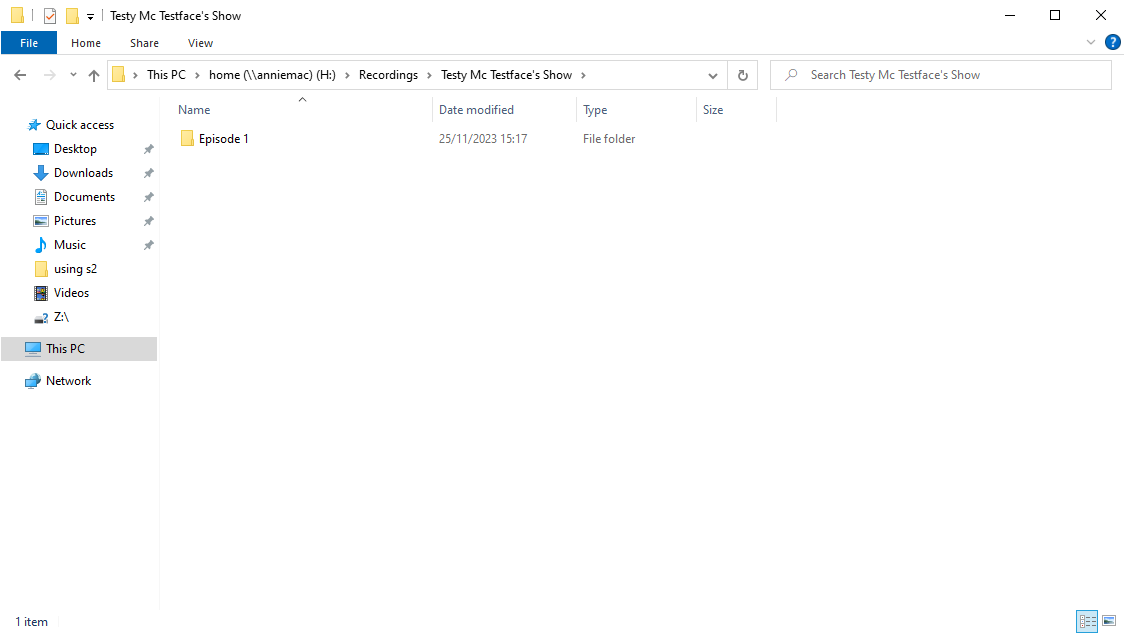 Testy Mc Testface's Show
File Home Share View
This PC home (\\anniemac) (H:) Recordings Testy Mc Testface's Show
Search Testy Mc Testface's Show
Name Date modified Type Size
Episode 1 25/11/2023 15:17 File folder
Quick access
Desktop
Downloads
Documents
Pictures
Music
using s2
Videos
Z:\
This PC
Network
1 item